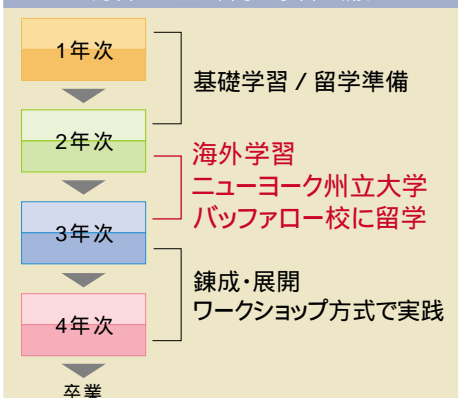 1年次
基礎学習 / 留学準備
2年次
海外学習
ニューヨーク州立大学
バッファロー校に留学
3年次
錬成・展開
ワークショップ方式で実践
4年次
卒業